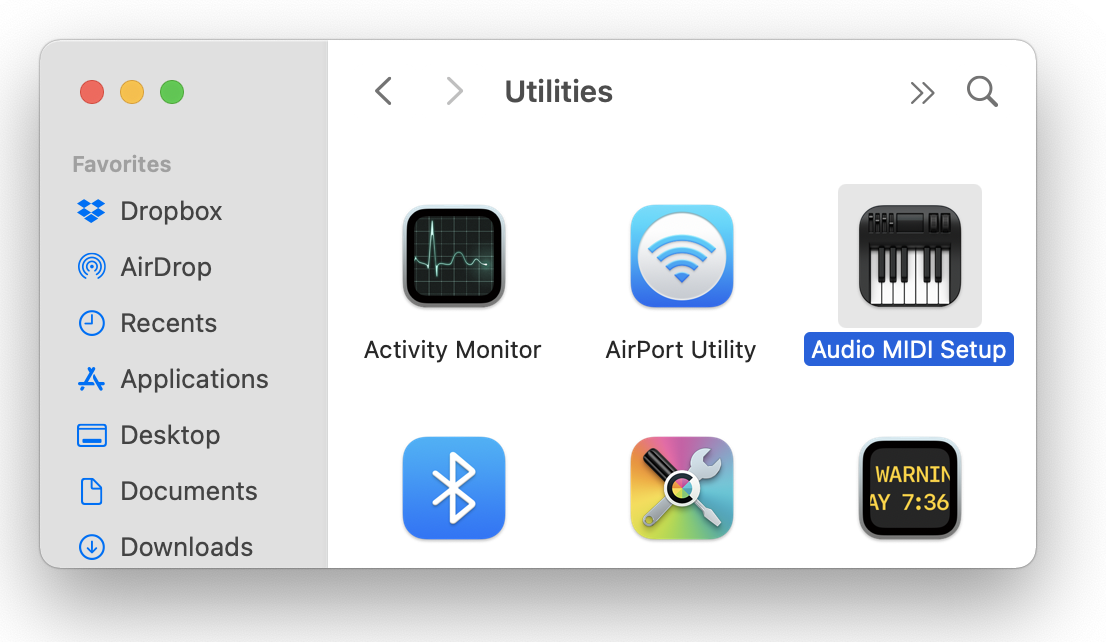 Utilities
Favorites
Dropbox
AirDrop
Recents
Applications
Desktop
Documents
Downloads
Activity Monitor
AirPort Utility
Audio MIDI Setup
WARNIN
AY 7:36